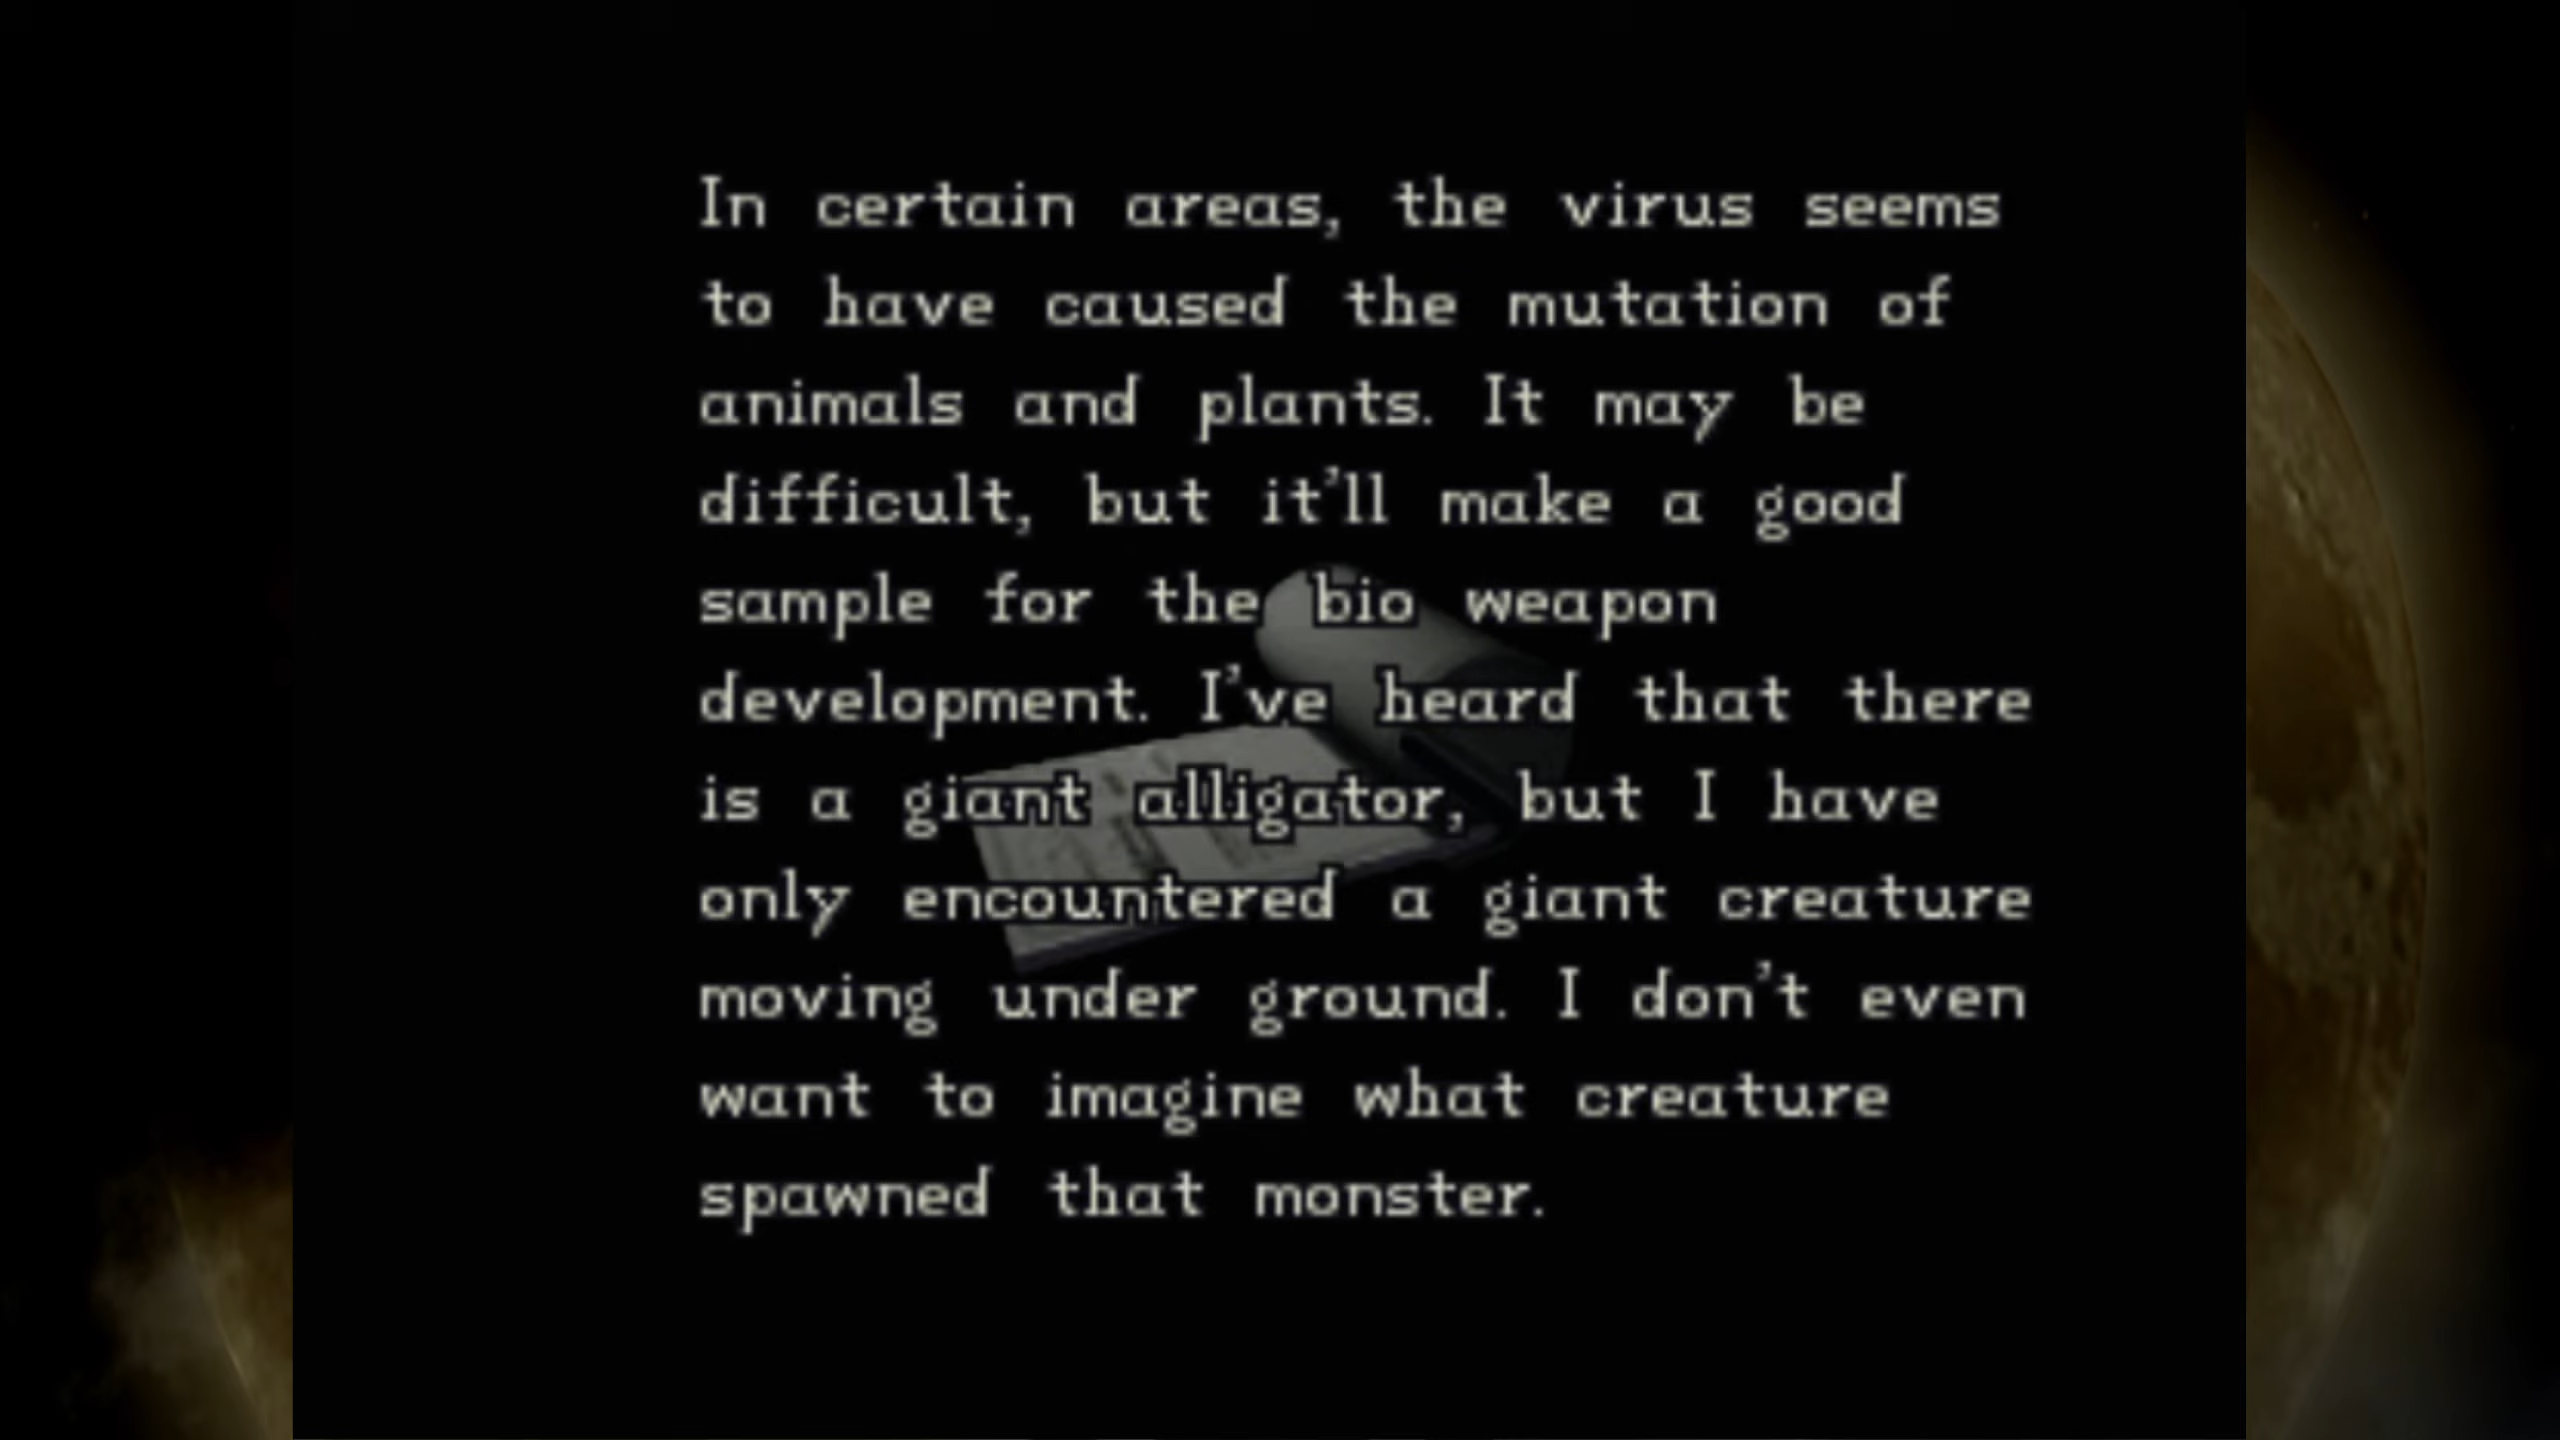 In certain areas, the virus seems
to have caused the mutation of
animals and plants. It may be
difficult, but it'll make a good
sample for the bio weapon
development. I've heard that there
is a giant alligator, but I have
only encountered a giant creature
moving under ground. I don't even
want to imagine what creature
spawned that monster.